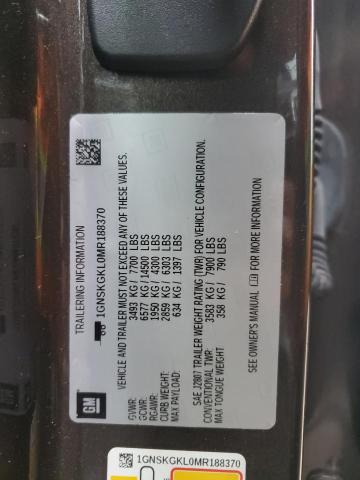 TRAILERING INFORMATION
1GNSKGKL0MR188370
VEHICLE AND TRAILER MUST NOT EXCEED ANY OF THESE VALUES.
GVWR: 3493 KG / 7700 LBS
GCWR: 6577 KG / 14500 LBS
RGAWR: 1950 KG / 4300 LBS
CURB WEIGHT: 2859 KG / 6303 LBS
MAX PAYLOAD: 634 KG / 1397 LBS
SAE J2807 TRAILER WEIGHT RATING (TWR) FOR VEHICLE CONFIGURATION.
CONVENTIONAL TWR: 3583 KG / 7900 LBS
MAX TONGUE WEIGHT 358 KG / 790 LBS
SEE OWNER'S MANUAL FOR MORE INFORMATION
GM
1GNSKGKL0MR188370